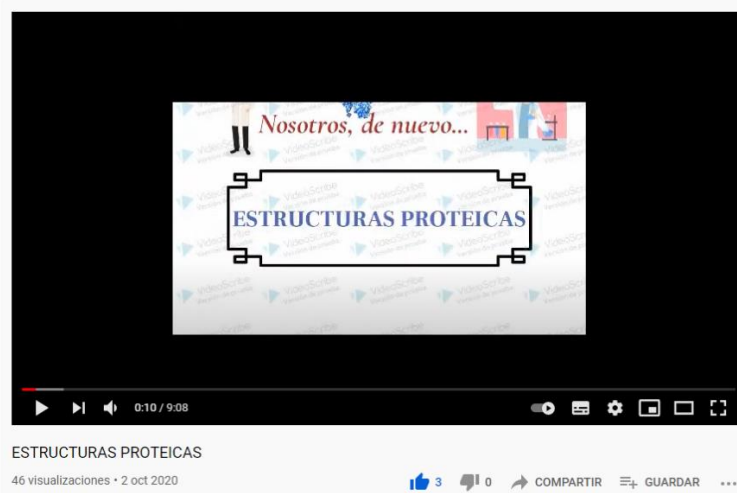 Nosotros, de nuevo...
ESTRUCTURAS PROTEICAS
VideoScribe
0:10 / 9:08
ESTRUCTURAS PROTEICAS
46 visualizaciones • 2 oct 2020
3
0
COMPARTIR
GUARDAR